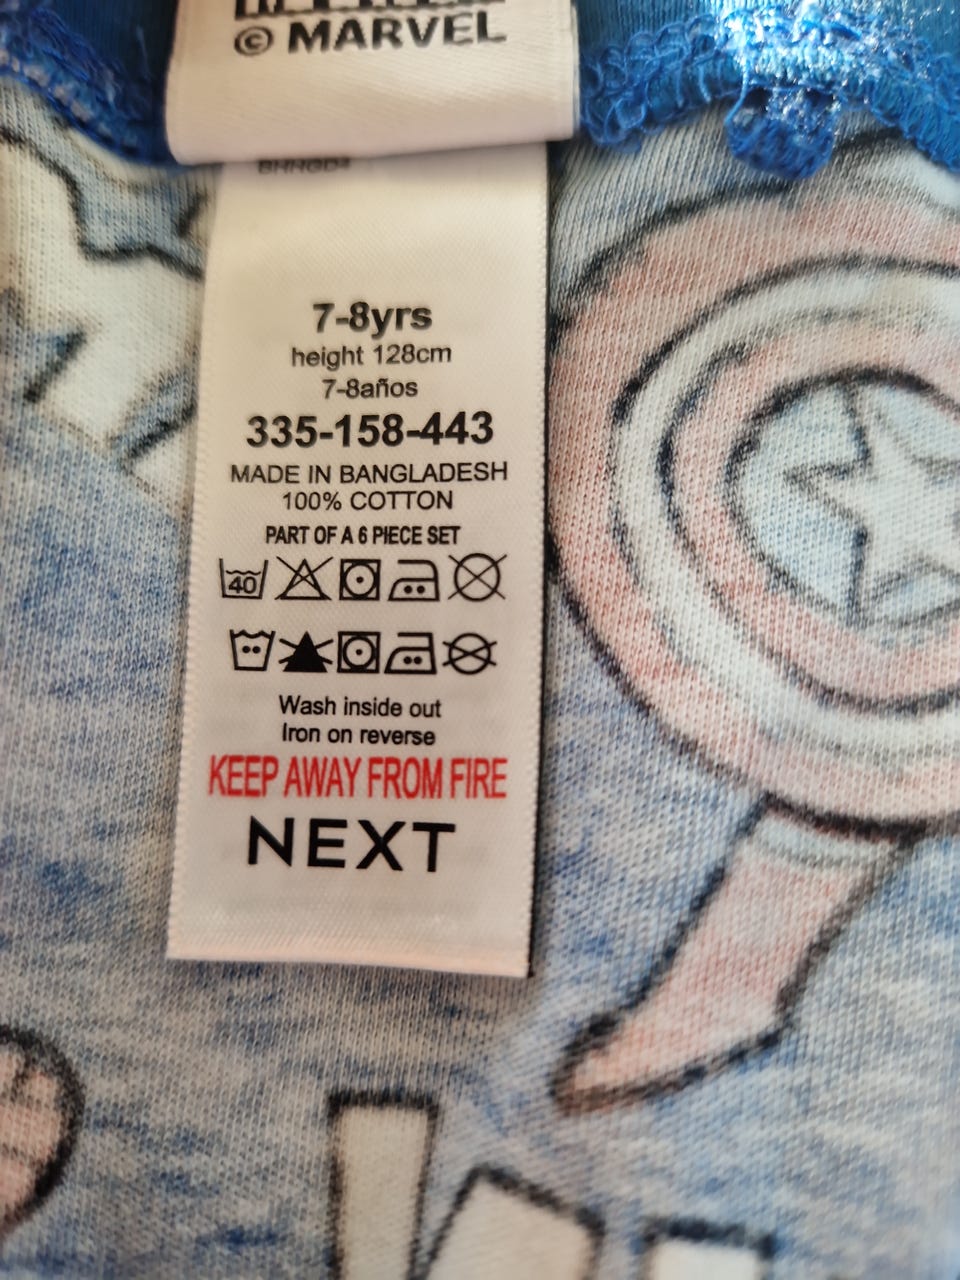 © MARVEL
7-8yrs
height 128cm
7-8años
335-158-443
MADE IN BANGLADESH
100% COTTON
PART OF A 6 PIECE SET
40
Wash inside out
Iron on reverse
KEEP AWAY FROM FIRE
NEXT